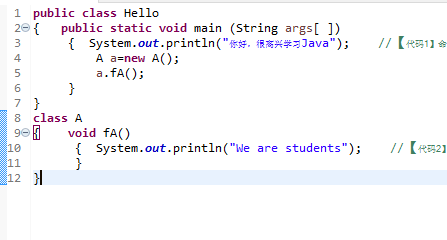 1 public class Hello
2 {   public static void main (String args[ ])
3      {  System.out.println("你好，很高兴学习Java");     //【代码1】命
4         A a=new A();
5         a.fA();
6      }
7 }
8 class A
9 {    void fA()
10      {  System.out.println("We are students");     //【代码2】
11      }
12 }